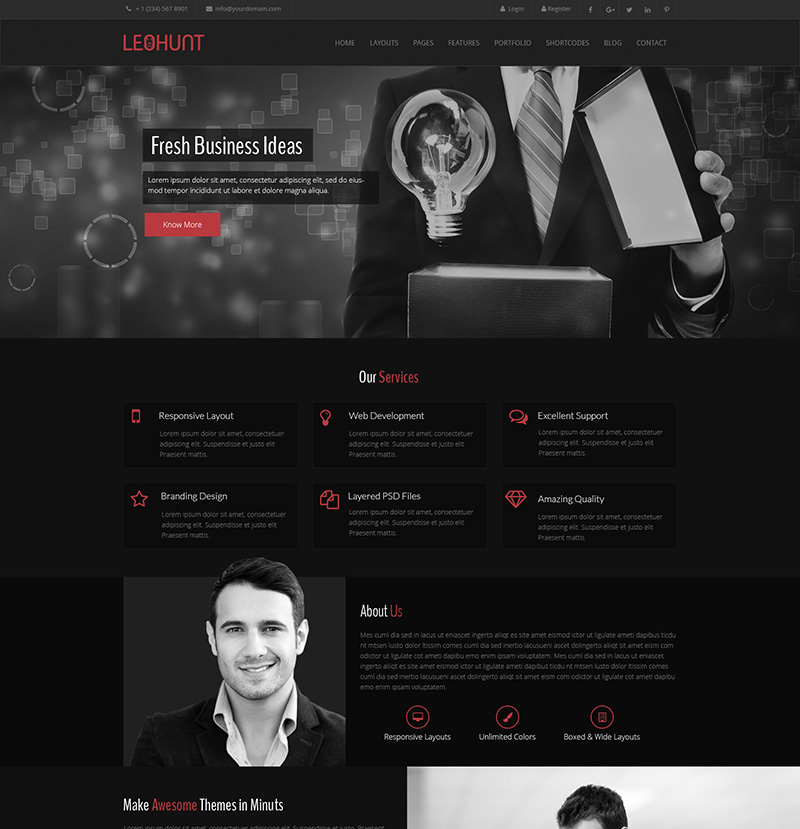 + 1 (234) 567 8901
info@yourdomain.com
Login
Register
LEOHUNT
HOME
LAYOUTS
PAGES
FEATURES
PORTFOLIO
SHORTCODES
BLOG
CONTACT
Fresh Business Ideas
Lorem ipsum dolor sit amet, consectetur adipiscing elit, sed do eius-
mod tempor incididunt ut labore et dolore magna aliqua.
Know More
Our Services
Responsive Layout
Lorem ipsum dolor sit amet, consectetuer
adipiscing elit. Suspendisse et justo elit
Praesent mattis.
Web Development
Lorem ipsum dolor sit amet, consectetuer
adipiscing elit. Suspendisse et justo elit
Praesent mattis.
Excellent Support
Lorem ipsum dolor sit amet, consectetuer
adipiscing elit. Suspendisse et justo elit
Praesent mattis.
Branding Design
Lorem ipsum dolor sit amet, consectetuer
adipiscing elit. Suspendisse et justo elit
Praesent mattis.
Layered PSD Files
Lorem ipsum dolor sit amet, consectetuer
adipiscing elit. Suspendisse et justo elit
Praesent mattis.
Amazing Quality
Lorem ipsum dolor sit amet, consectetuer
adipiscing elit. Suspendisse et justo elit
Praesent mattis.
About Us
Mes cuml dia sed in lacus ut eniascet ingerto aliiqt es site amet eismod ictor ut ligulate ameti dapibus ticdu
nt mtsen lusto dolor ltissim comes cuml dia sed inertio lacusueni ascet dolingerto aliiqt sit amet eismod com
odictor ut ligulate cot ameti dapibu emo enim ipsam voluptatem. Mes cuml dia sed in lacus ut eniascet
ingerto aliiqt es site amet eismod ictor ut ligulate ameti dapibus ticdunt mtsen lusto dolor ltissim comes
cuml dia sed inertio lacusueni ascet dolingerto aliiqt sit amet eismod comodictor ut ligulate cot ameti dapibu
emo enim ipsam voluptatem.
Responsive Layouts
Unlimited Colors
Boxed & Wide Layouts
Make Awesome Themes in Minuts